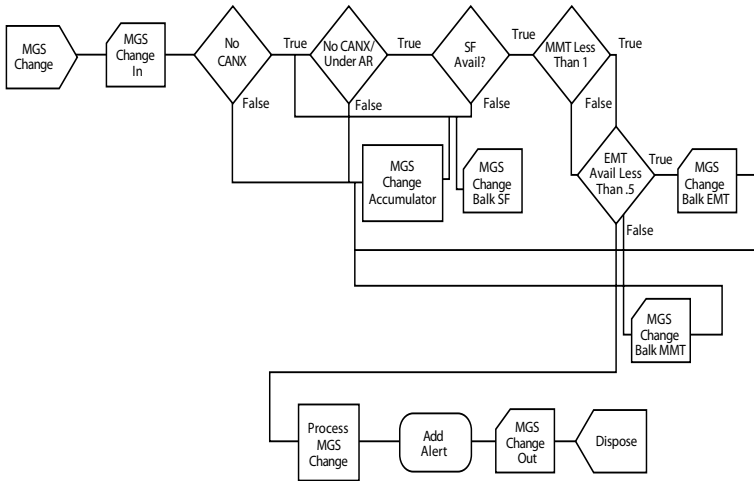 MGS
Change
MGS
Change
In
No
CANX
True
False
No CANX/
Under AR
True
False
SF
Avail?
True
False
MMT Less
Than 1
True
False
MGS
Change
Accumulator
MGS
Change
Balk SF
EMT
Avail Less
Than .5
True
False
MGS
Change
Balk EMT
MGS
Change
Balk MMT
Process
MGS
Change
Add
Alert
MGS
Change
Out
Dispose